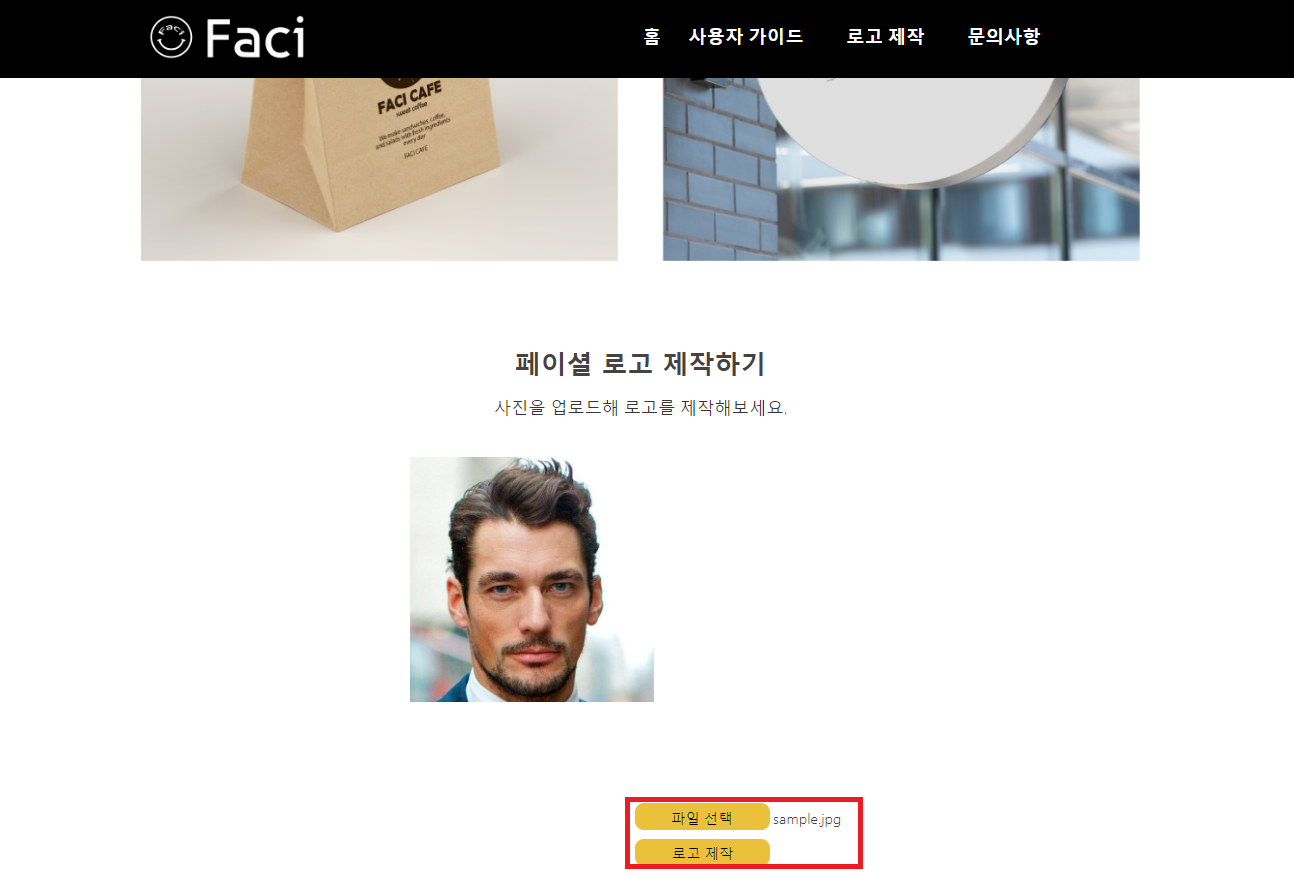 Faci
Faci
홈
사용자 가이드
로고 제작
문의사항
FACI CAFE
sweet coffee
We make sandwiches, coffee,
and salads with fresh ingredients
every day
FACI CAFE
페이셜 로고 제작하기
사진을 업로드해 로고를 제작해보세요.
파일 선택
sample.jpg
로고 제작